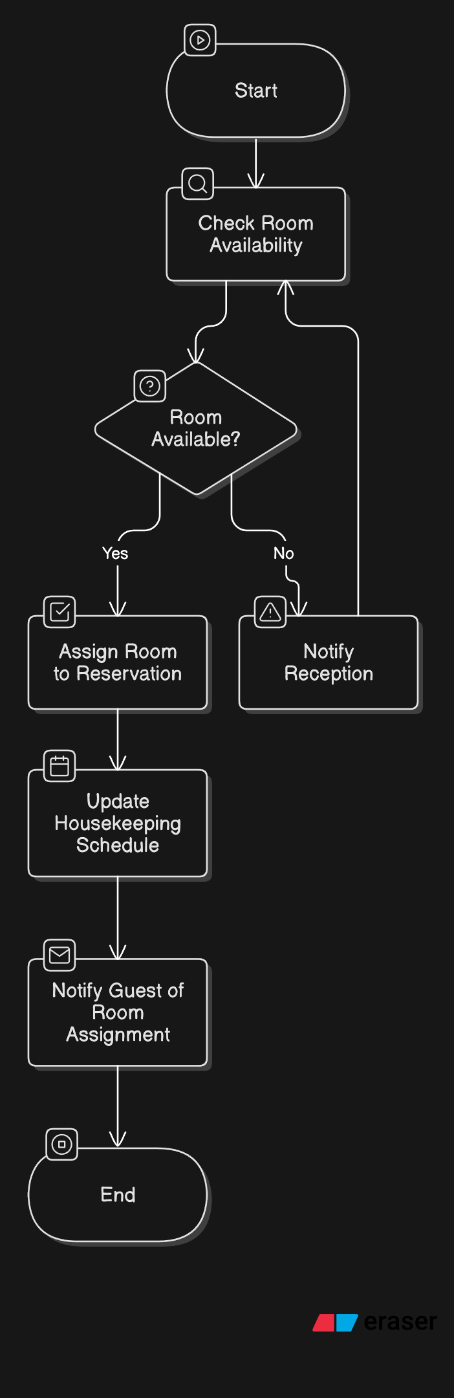 Start
Check Room
Availability
Room
Available?
Yes
No
Assign Room
to Reservation
Notify
Reception
Update
Housekeeping
Schedule
Notify Guest of
Room
Assignment
End
eraser